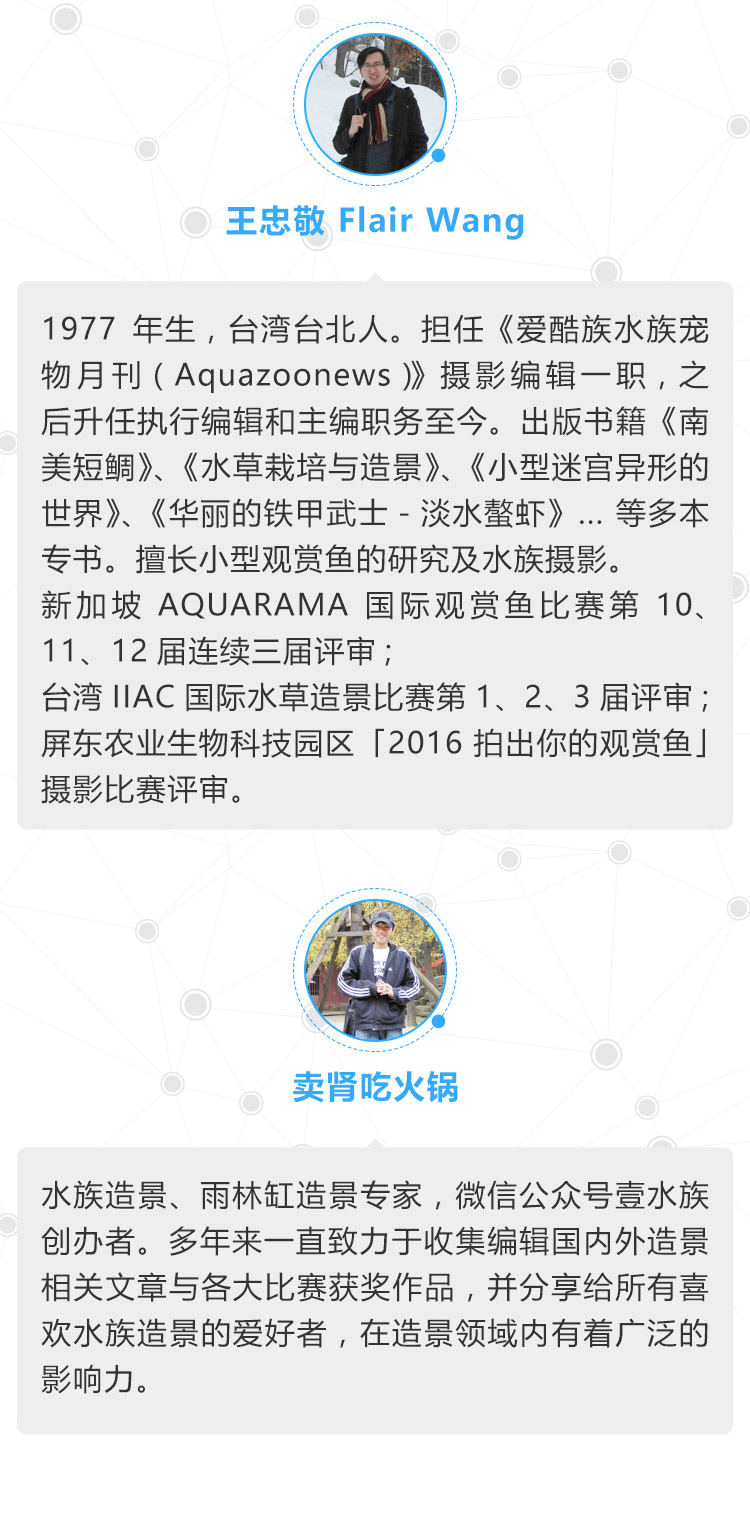 王忠敬 Flair Wang
1977 年生，台湾台北人。担任《爱酷族水族宠
物月刊（Aquazoonews）》摄影编辑一职，之
后升任执行编辑和主编职务至今。出版书籍《南
美短鲷》、《水草栽培与造景》、《小型迷宫异形的
世界》、《华丽的铁甲武士 - 淡水螯虾》... 等多本
专书。擅长小型观赏鱼的研究及水族摄影。
新加坡 AQUARAMA 国际观赏鱼比赛第 10、
11、12 届连续三届评审；
台湾 IIAC 国际水草造景比赛第 1、2、3 届评审；
屏东农业生物科技园区「2016 拍出你的观赏鱼」
摄影比赛评审。
卖肾吃火锅
水族造景、雨林缸造景专家，微信公众号壹水族
创办者。多年来一直致力于收集编辑国内外造景
相关文章与各大比赛获奖作品，并分享给所有喜
欢水族造景的爱好者，在造景领域内有着广泛的
影响力。